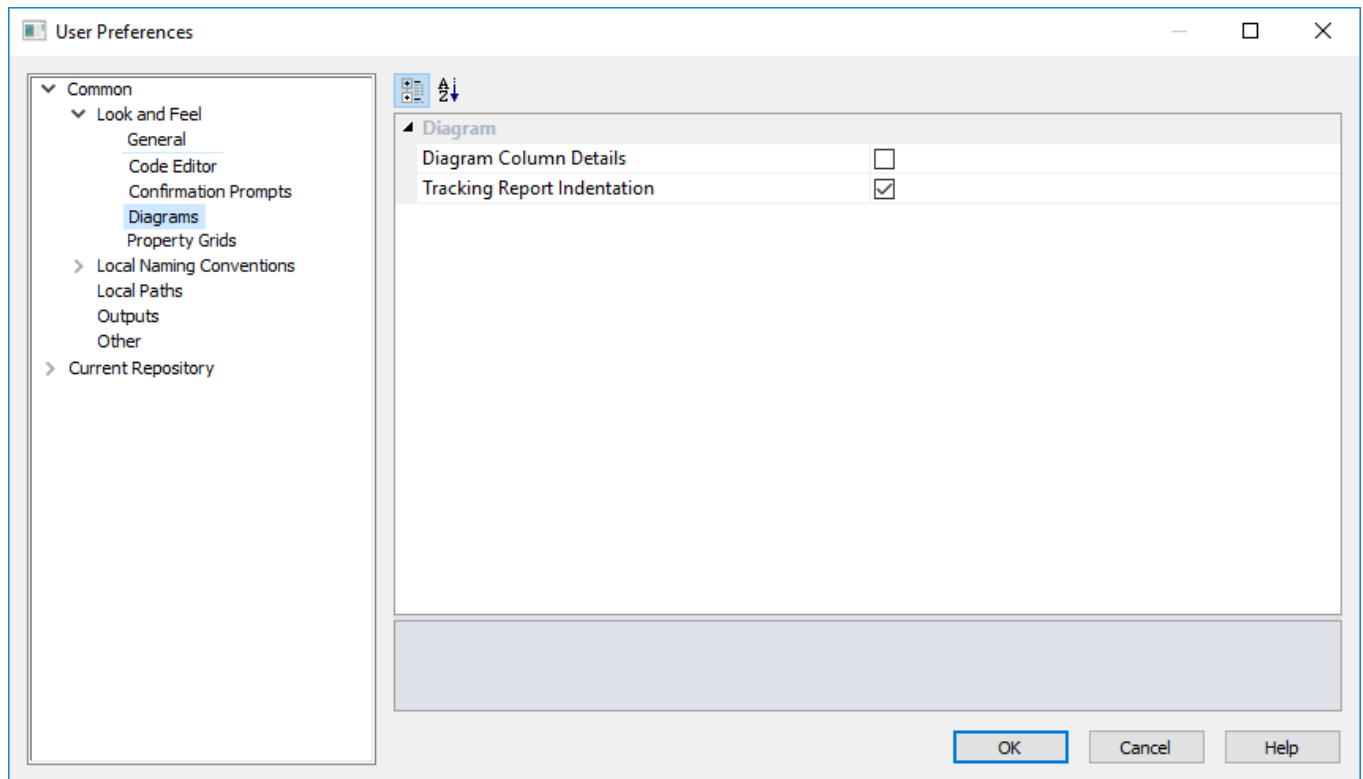 User Preferences
Common
Look and Feel
General
Code Editor
Confirmation Prompts
Diagrams
Property Grids
Local Naming Conventions
Local Paths
Outputs
Other
Current Repository
A
Z
Diagram
Diagram Column Details
Tracking Report Indentation
OK
Cancel
Help